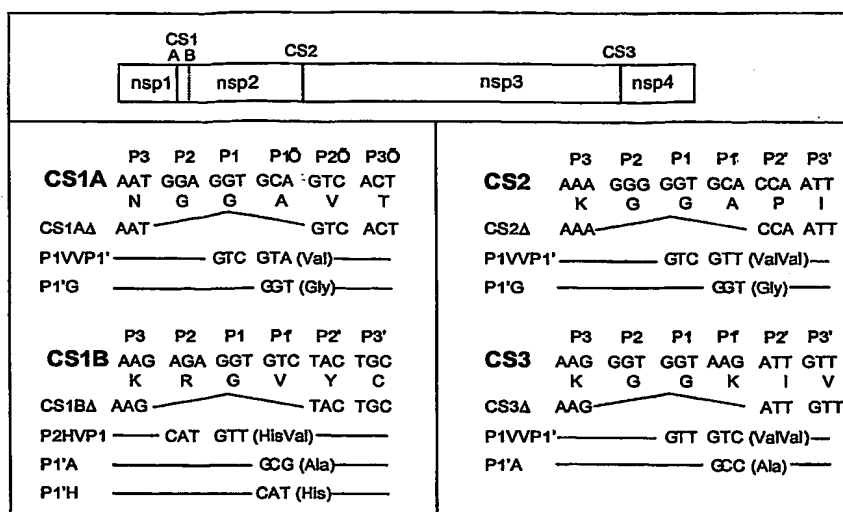 CS1
A B
CS2
CS3
nsp1
nsp2
nsp3
nsp4
P3 P2 P1 P1Õ P2Õ P3Õ
CS1A AAT GGA GGT GCA GTC ACT
N G G A V T
CS1AΔ AAT GTC ACT
P1VVP1' GTC GTA (Val)
P1'G GGT (Gly)
P3 P2 P1 P1' P2' P3'
CS1B AAG AGA GGT GTC TAC TGC
K R G V Y C
CS1BΔ AAG TAC TGC
P2HVP1 CAT GTT (HisVal)
P1'A GCG (Ala)
P1'H CAT (His)
P3 P2 P1 P1' P2' P3'
CS2 AAA GGG GGT GCA CCA ATT
K G G A P I
CS2Δ AAA CCA ATT
P1VVP1' GTC GTT (ValVal)
P1'G GGT (Gly)
P3 P2 P1 P1' P2' P3'
CS3 AAG GGT GGT AAG ATT GTT
K G G K I V
CS3Δ AAG ATT GTT
P1VVP1' GTT GTC (ValVal)
P1'A GCC (Ala)